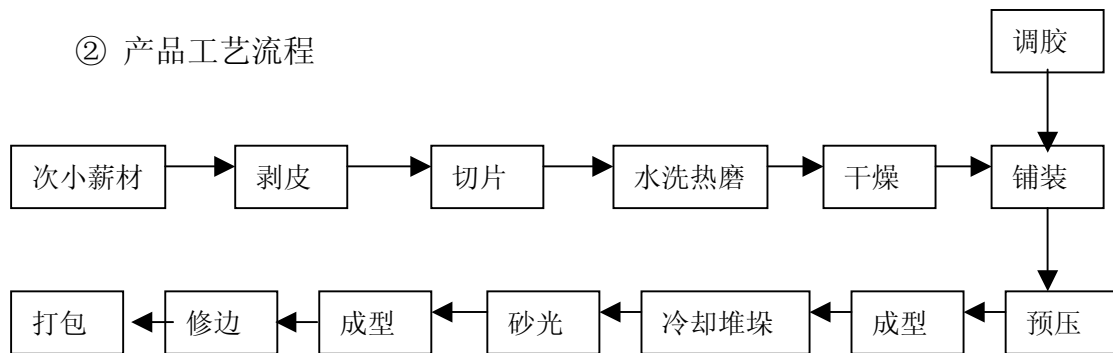 ② 产品工艺流程
调胶
次小薪材
剥皮
切片
水洗热磨
干燥
铺装
打包
修边
成型
砂光
冷却堆垛
成型
预压